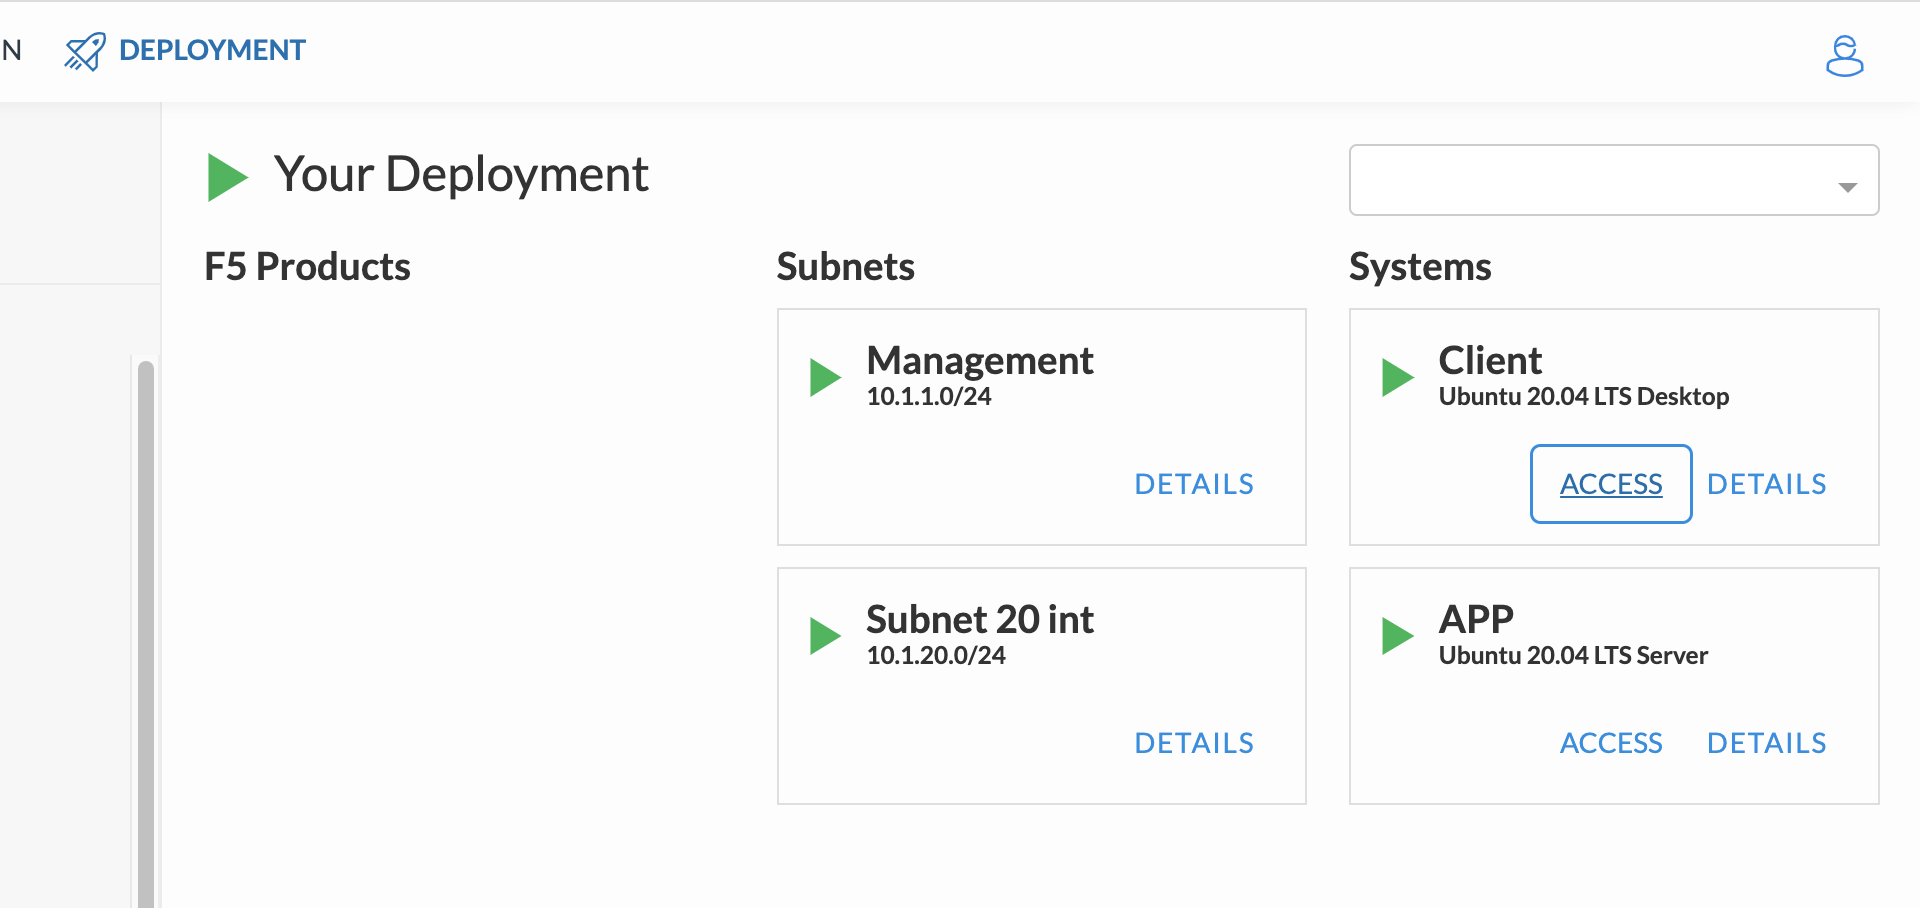 N DEPLOYMENT
Your Deployment
F5 Products
Subnets
Management
10.1.1.0/24
DETAILS
Subnet 20 int
10.1.20.0/24
DETAILS
Systems
Client
Ubuntu 20.04 LTS Desktop
ACCESS DETAILS
APP
Ubuntu 20.04 LTS Server
ACCESS DETAILS